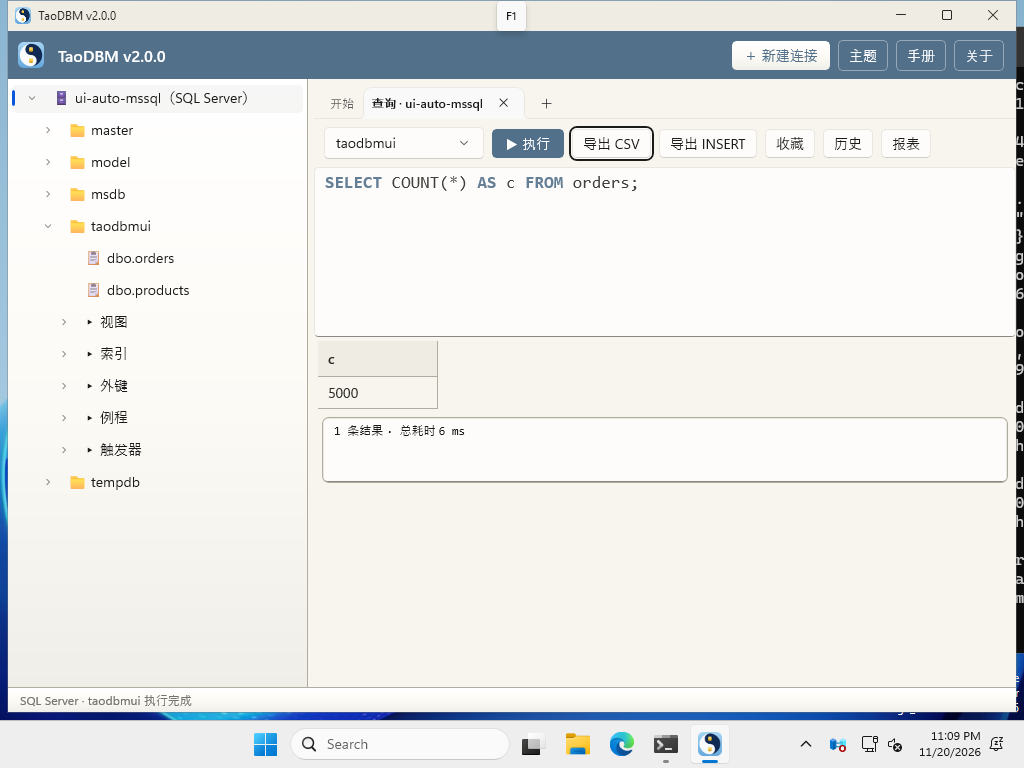 TaoDBM v2.0.0
F1
TaoDBM v2.0.0
+ 新建连接 主题 手册 关于
ui-auto-mssql（SQL Server）
master
model
msdb
taodbmui
dbo.orders
dbo.products
视图
索引
外键
例程
触发器
tempdb
开始 查询 · ui-auto-mssql
taodbmui 执行 导出 CSV 导出 INSERT 收藏 历史 报表
SELECT COUNT(*) AS c FROM orders;
c
5000
1 条结果 · 总耗时 6 ms
SQL Server · taodbmui 执行完成
Search
11:09 PM
11/20/2026